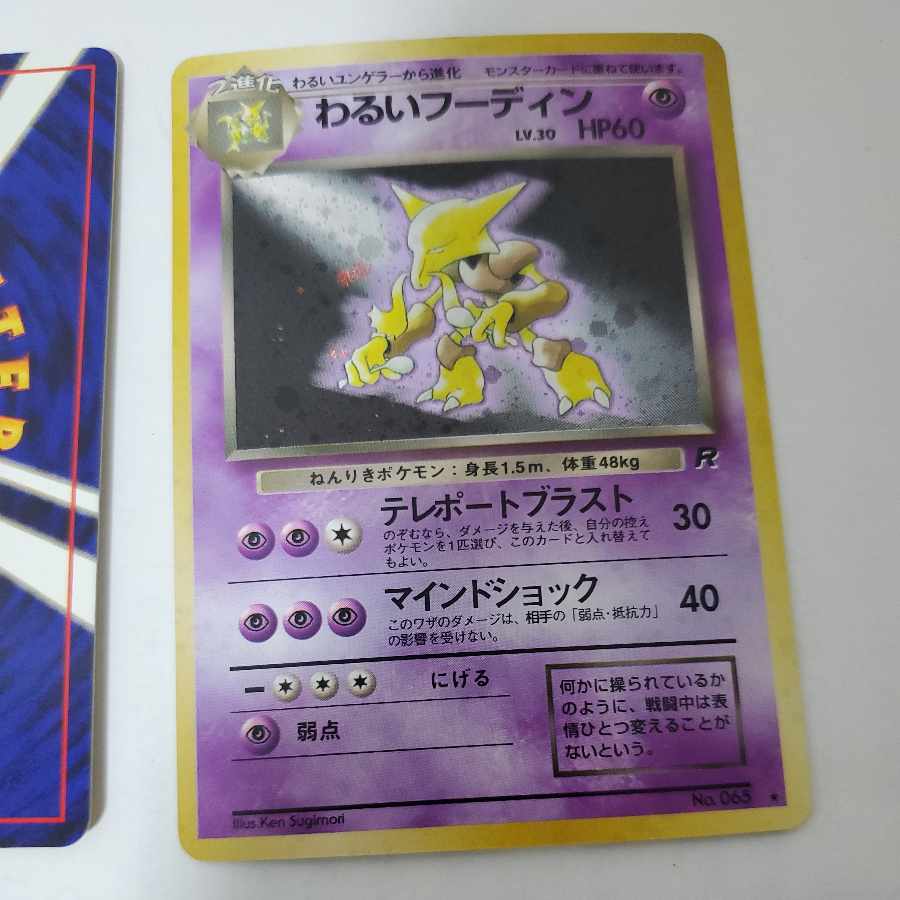 TER
2進化
わるいユンゲラーから進化
モンスターカードに重ねて使います。
わるいフーディン
LV.30 HP60
ねんりきポケモン：身長1.5m、体重48kg
R
テレポートブラスト 30
のぞむなら、ダメージを与えた後、自分の控え
ポケモンを1匹選び、このカードと入れ替えて
もよい。
マインドショック 40
このワザのダメージは、相手の「弱点・抵抗力」
の影響を受けない。
にげる
弱点
何かに操られているか
のように、戦闘中は表
情ひとつ変えることが
ないという。
No. 065
Illus. Ken Sugimori